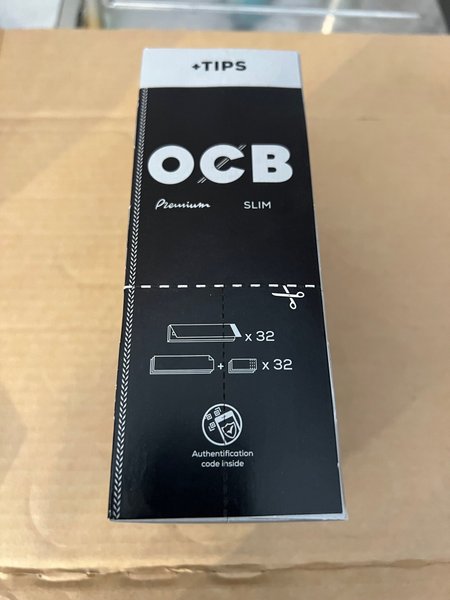 +TIPS
OCB
Premium SLIM
x 32
+ x 32
Authentification
code inside